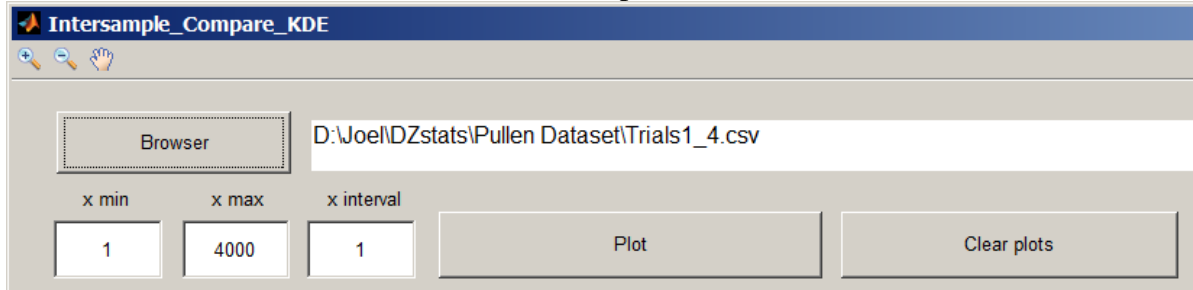 Intersample_Compare_KDE
Browser
D:\Joel\DZstats\Pullen Dataset\Trials1_4.csv
x min x max x interval
1 4000 1 Plot Clear plots